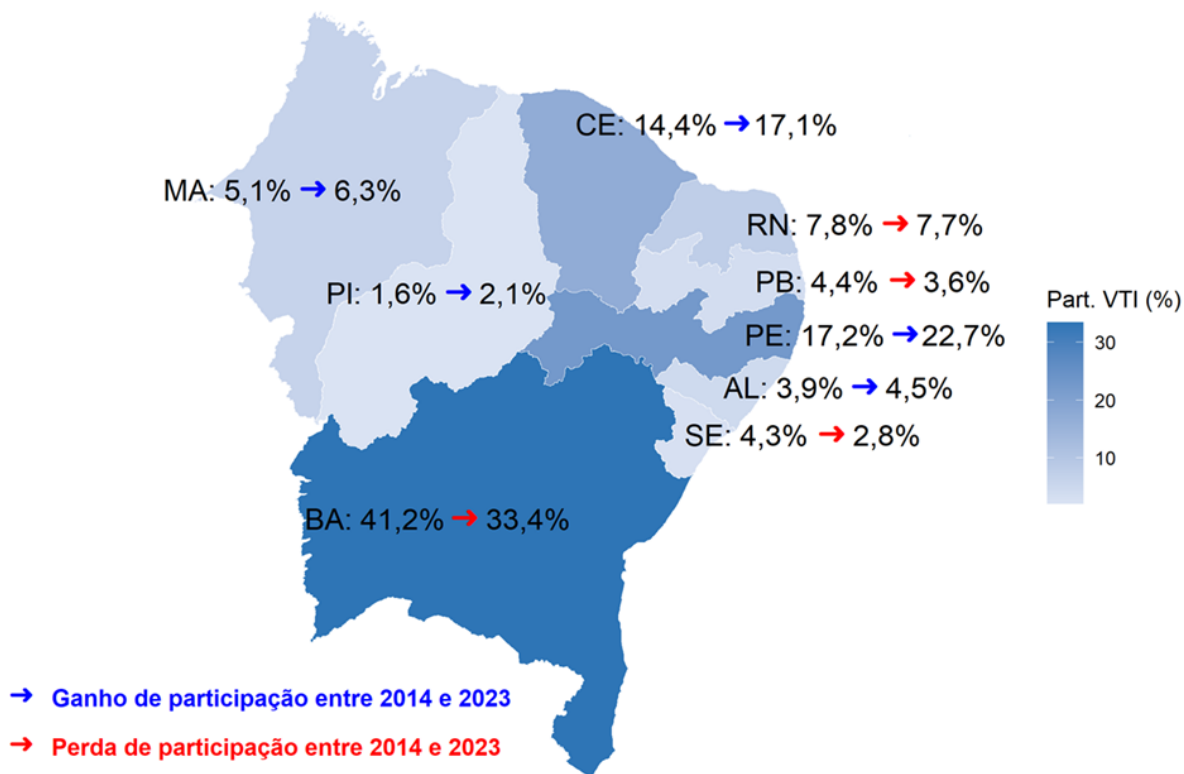 CE: 14,4% → 17,1%
MA: 5,1% → 6,3%
RN: 7,8% → 7,7%
PB: 4,4% → 3,6%
PI: 1,6% → 2,1%
Part. VTI (%)
PE: 17,2% → 22,7%
30
AL: 3,9% → 4,5%
20
SE: 4,3% → 2,8%
10
BA: 41,2% → 33,4%
→ Ganho de participação entre 2014 e 2023
→ Perda de participação entre 2014 e 2023